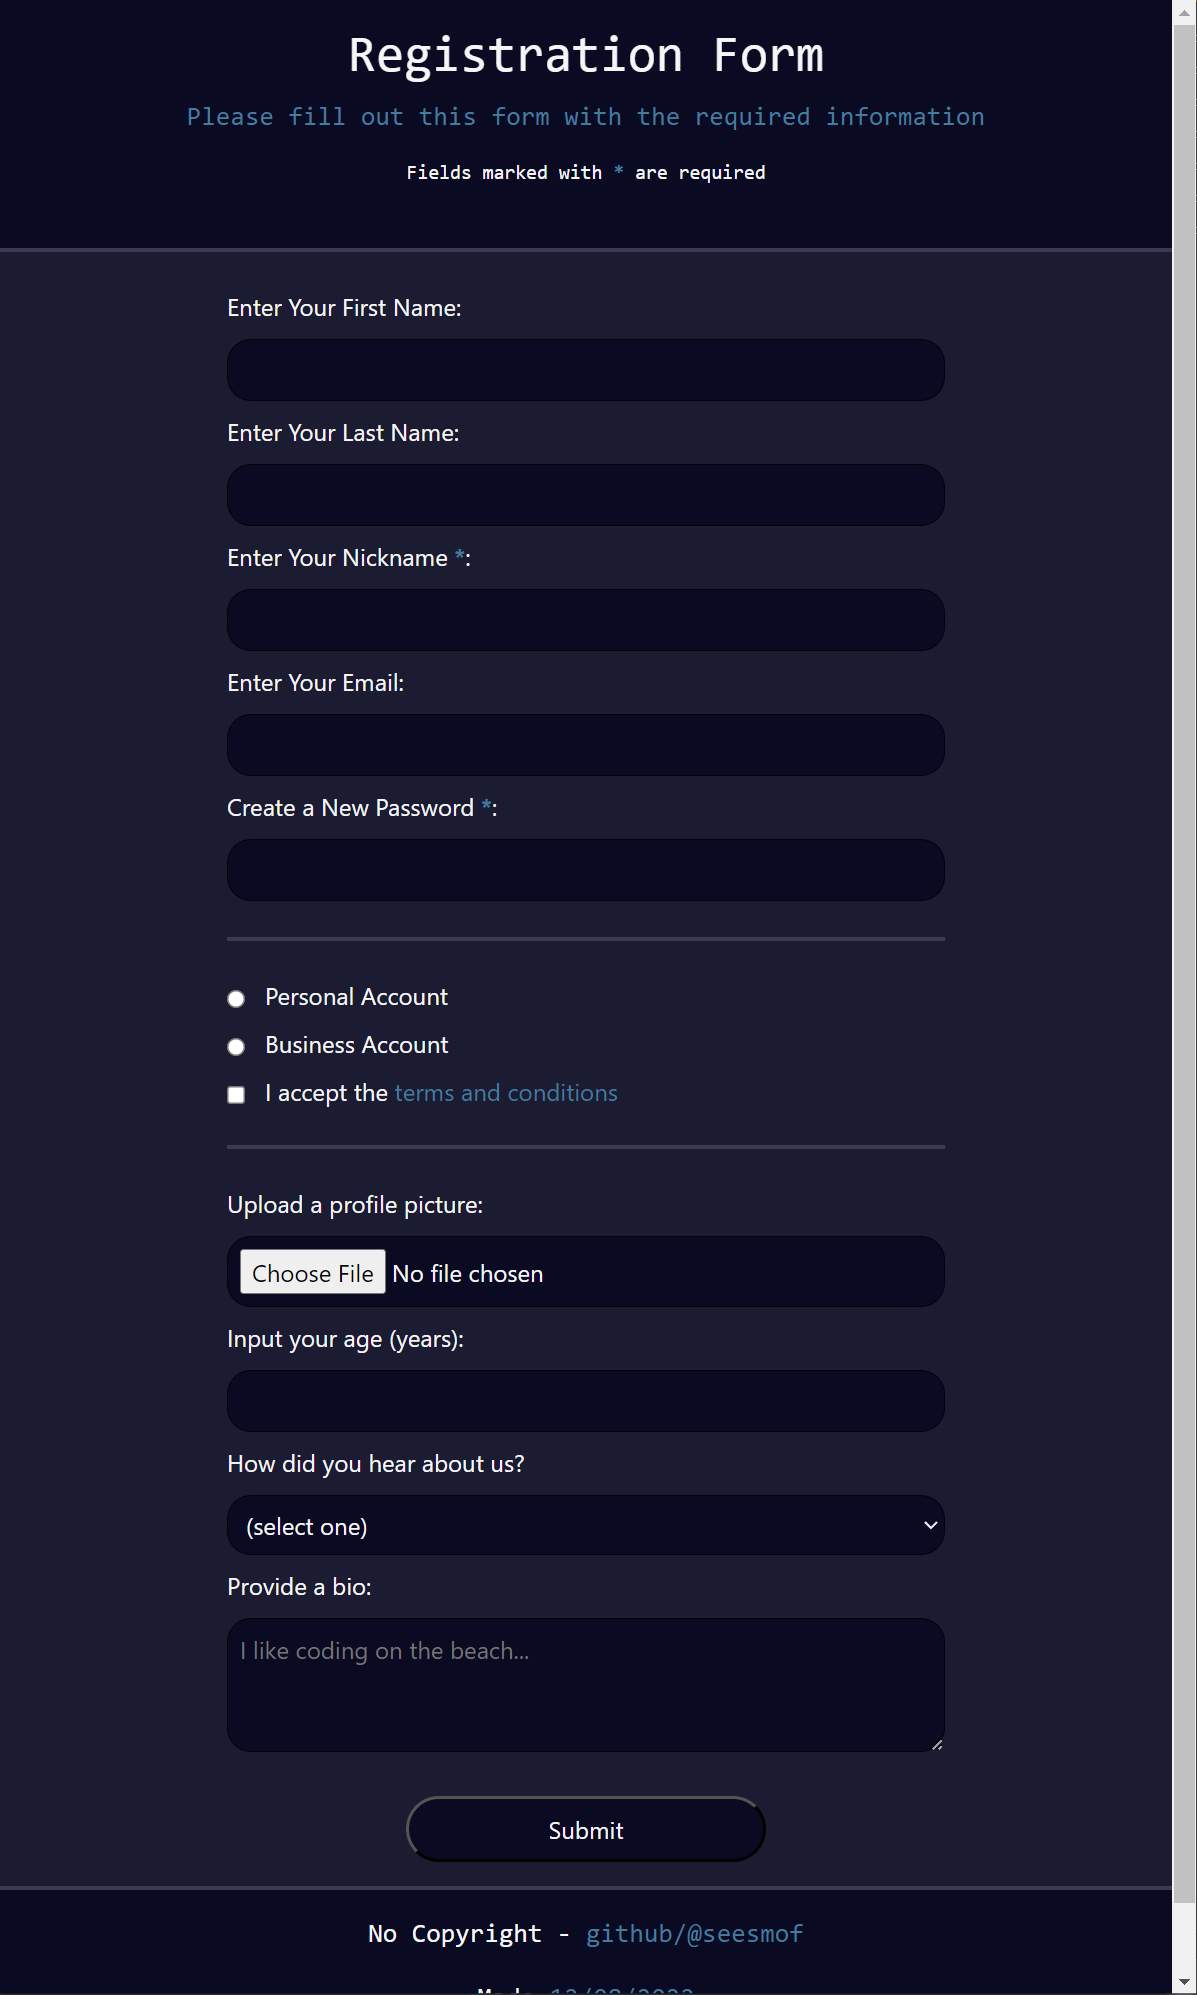 Registration Form
Please fill out this form with the required information
Fields marked with * are required
Enter Your First Name:
Enter Your Last Name:
Enter Your Nickname *:
Enter Your Email:
Create a New Password *:
Personal Account
Business Account
I accept the terms and conditions
Upload a profile picture:
Choose File No file chosen
Input your age (years):
How did you hear about us?
(select one)
Provide a bio:
I like coding on the beach...
Submit
No Copyright - github/@seesmof